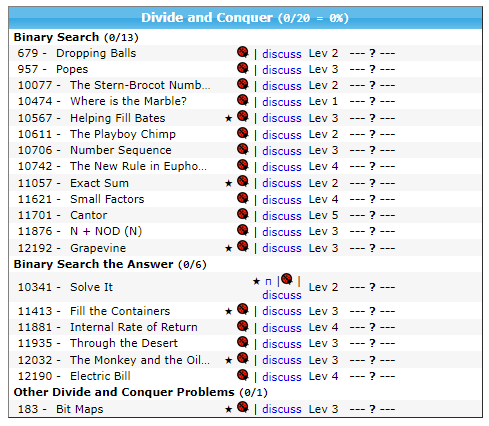 Divide and Conquer (0/20 = 0%)
Binary Search (0/13)
679 - Dropping Balls | discuss Lev 2 --- ? ---
957 - Popes | discuss Lev 3 --- ? ---
10077 - The Stern-Brocot Numb... | discuss Lev 2 --- ? ---
10474 - Where is the Marble? | discuss Lev 1 --- ? ---
10567 - Helping Fill Bates ★ | discuss Lev 3 --- ? ---
10611 - The Playboy Chimp | discuss Lev 2 --- ? ---
10706 - Number Sequence | discuss Lev 3 --- ? ---
10742 - The New Rule in Eupho... | discuss Lev 4 --- ? ---
11057 - Exact Sum ★ | discuss Lev 2 --- ? ---
11621 - Small Factors | discuss Lev 4 --- ? ---
11701 - Cantor | discuss Lev 5 --- ? ---
11876 - N + NOD (N) | discuss Lev 3 --- ? ---
12192 - Grapevine ★ | discuss Lev 3 --- ? ---
Binary Search the Answer (0/6)
10341 - Solve It ★ n | | discuss Lev 2 --- ? ---
11413 - Fill the Containers ★ | discuss Lev 3 --- ? ---
11881 - Internal Rate of Return | discuss Lev 4 --- ? ---
11935 - Through the Desert | discuss Lev 3 --- ? ---
12032 - The Monkey and the Oil... ★ | discuss Lev 3 --- ? ---
12190 - Electric Bill | discuss Lev 4 --- ? ---
Other Divide and Conquer Problems (0/1)
183 - Bit Maps ★ | discuss Lev 3 --- ? ---